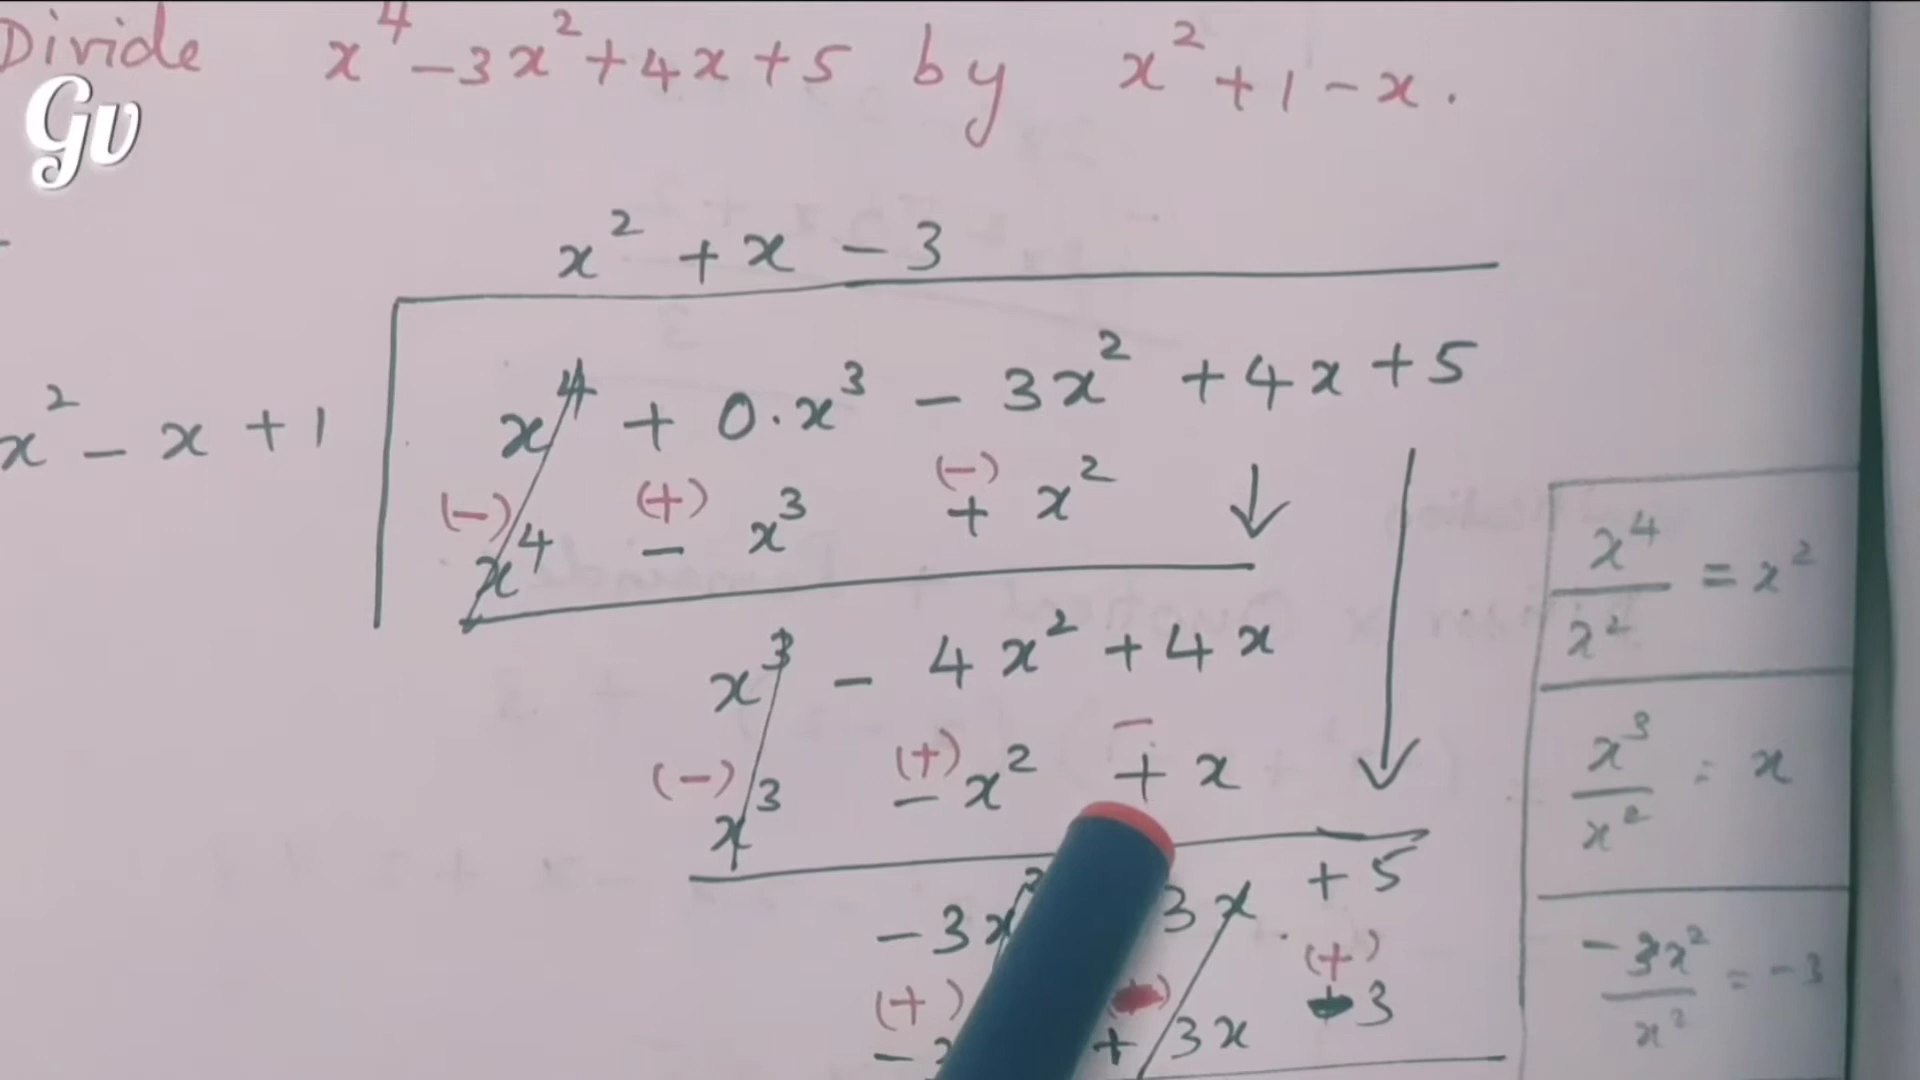 Divide x⁴ - 3x² + 4x + 5 by x² + 1 - x.
Gv
x² + x - 3
x² - x + 1
x⁴ + 0.x³ - 3x² + 4x + 5
(-) (+) (-)
x⁴ - x³ + x²
x³ - 4x² + 4x
(-) (+) -
x³ - x² + x
-3x² 3x + 5
(+) (+)
- + 3x -3
x⁴/x² = x²
x³/x² = x
-3x²/x² = -3